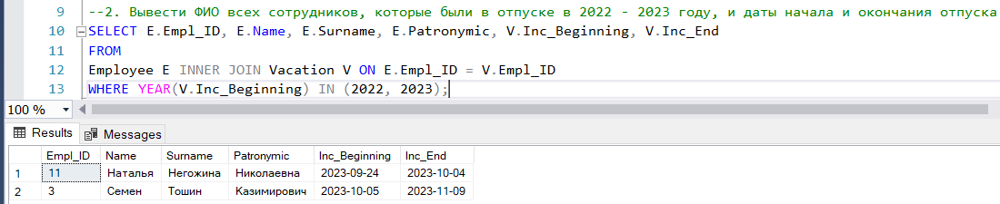 9 --2. Вывести ФИО всех сотрудников, которые были в отпуске в 2022 - 2023 году, и даты начала и окончания отпуска
10 SELECT E.Empl_ID, E.Name, E.Surname, E.Patronymic, V.Inc_Beginning, V.Inc_End
11 FROM
12 Employee E INNER JOIN Vacation V ON E.Empl_ID = V.Empl_ID
13 WHERE YEAR(V.Inc_Beginning) IN (2022, 2023);
100 %
Results Messages
Empl_ID Name Surname Patronymic Inc_Beginning Inc_End
1 11 Наталья Негожина Николаевна 2023-09-24 2023-10-04
2 3 Семен Тошин Казимирович 2023-10-05 2023-11-09